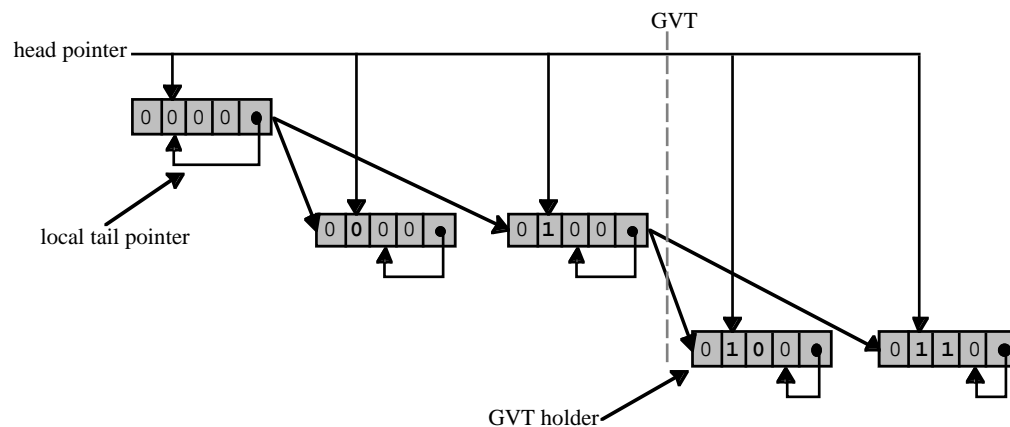 GVT
head pointer
0 0 0 0
local tail pointer
0 0 0 0
0 1 0 0
0 1 0 0
0 1 1 0
GVT holder